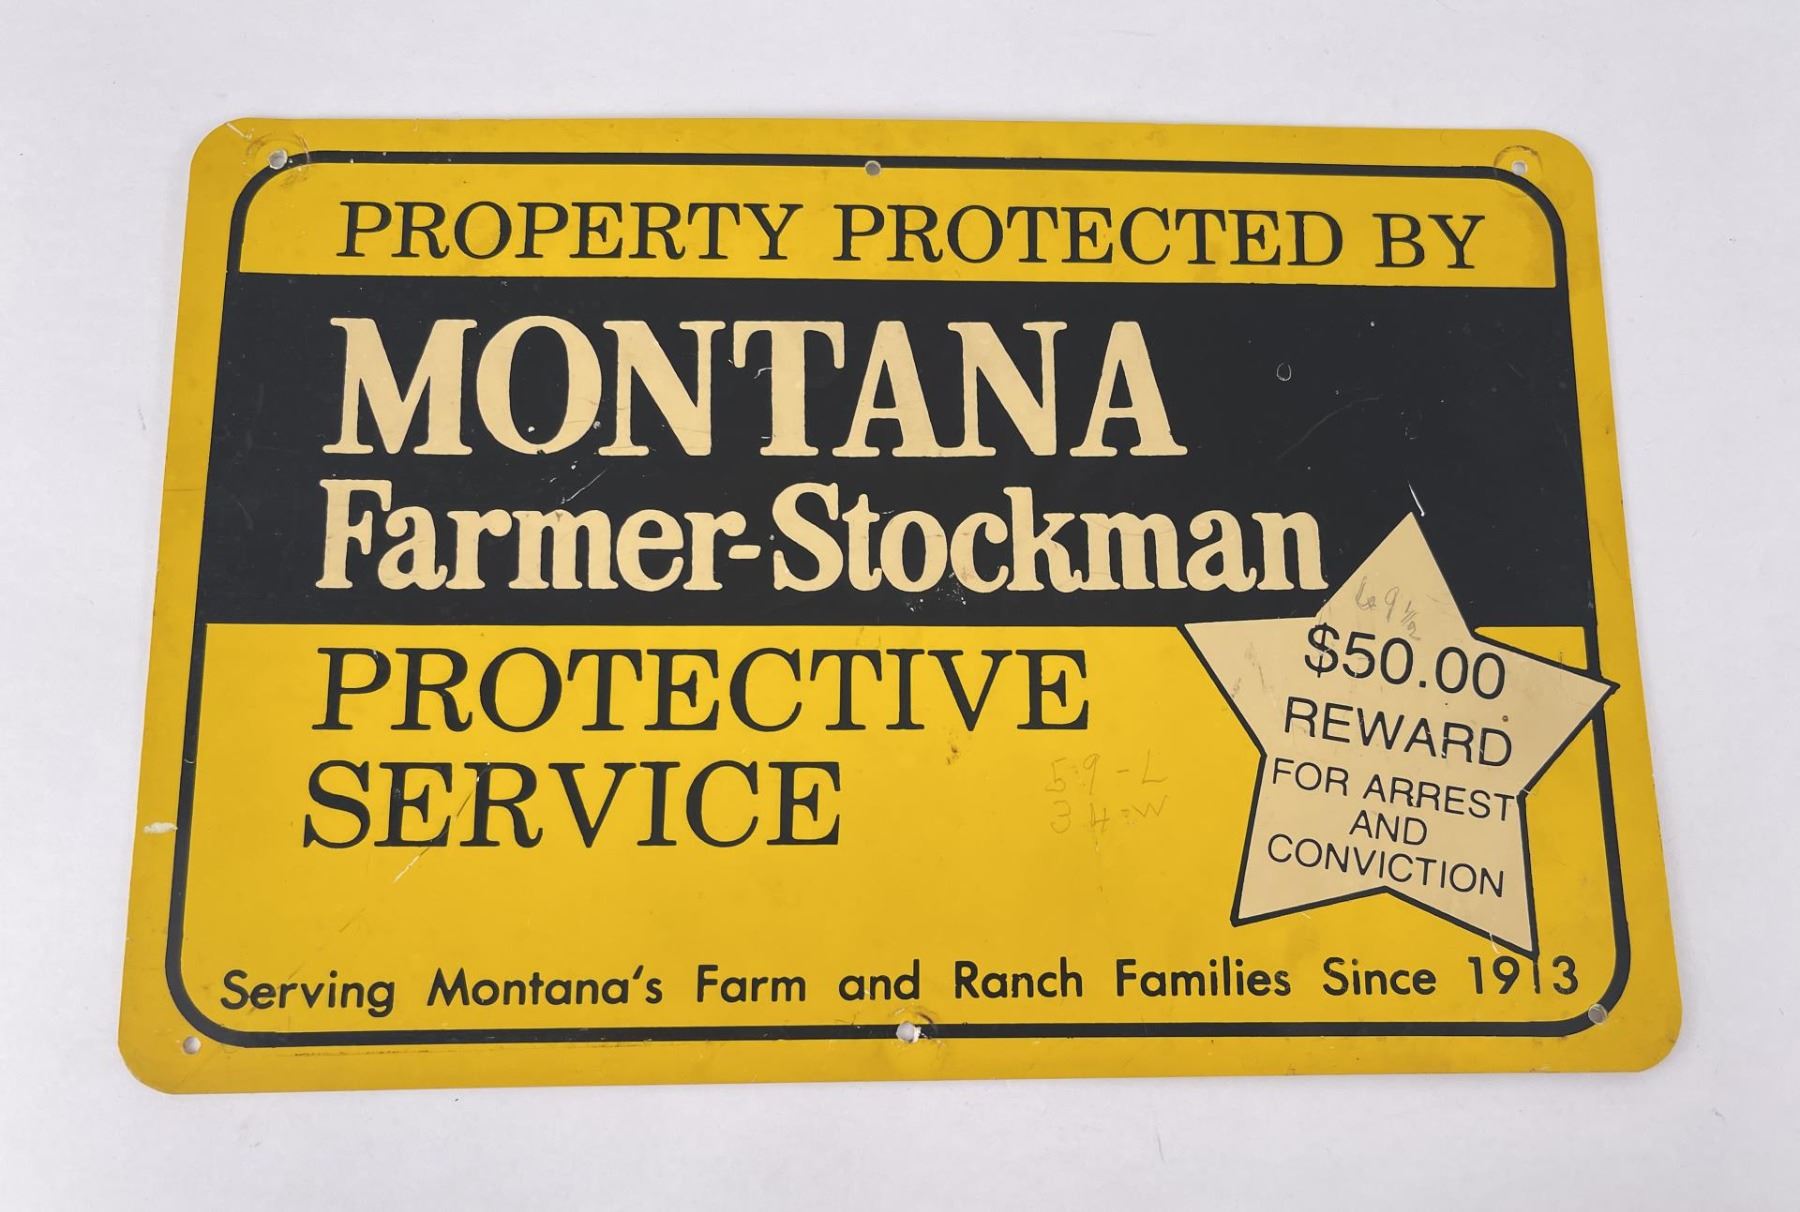 PROPERTY PROTECTED BY
MONTANA
Farmer-Stockman
PROTECTIVE
SERVICE
$50.00
REWARD
FOR ARREST
AND
CONVICTION
59-L
Serving Montana's Farm and Ranch Families Since 1913